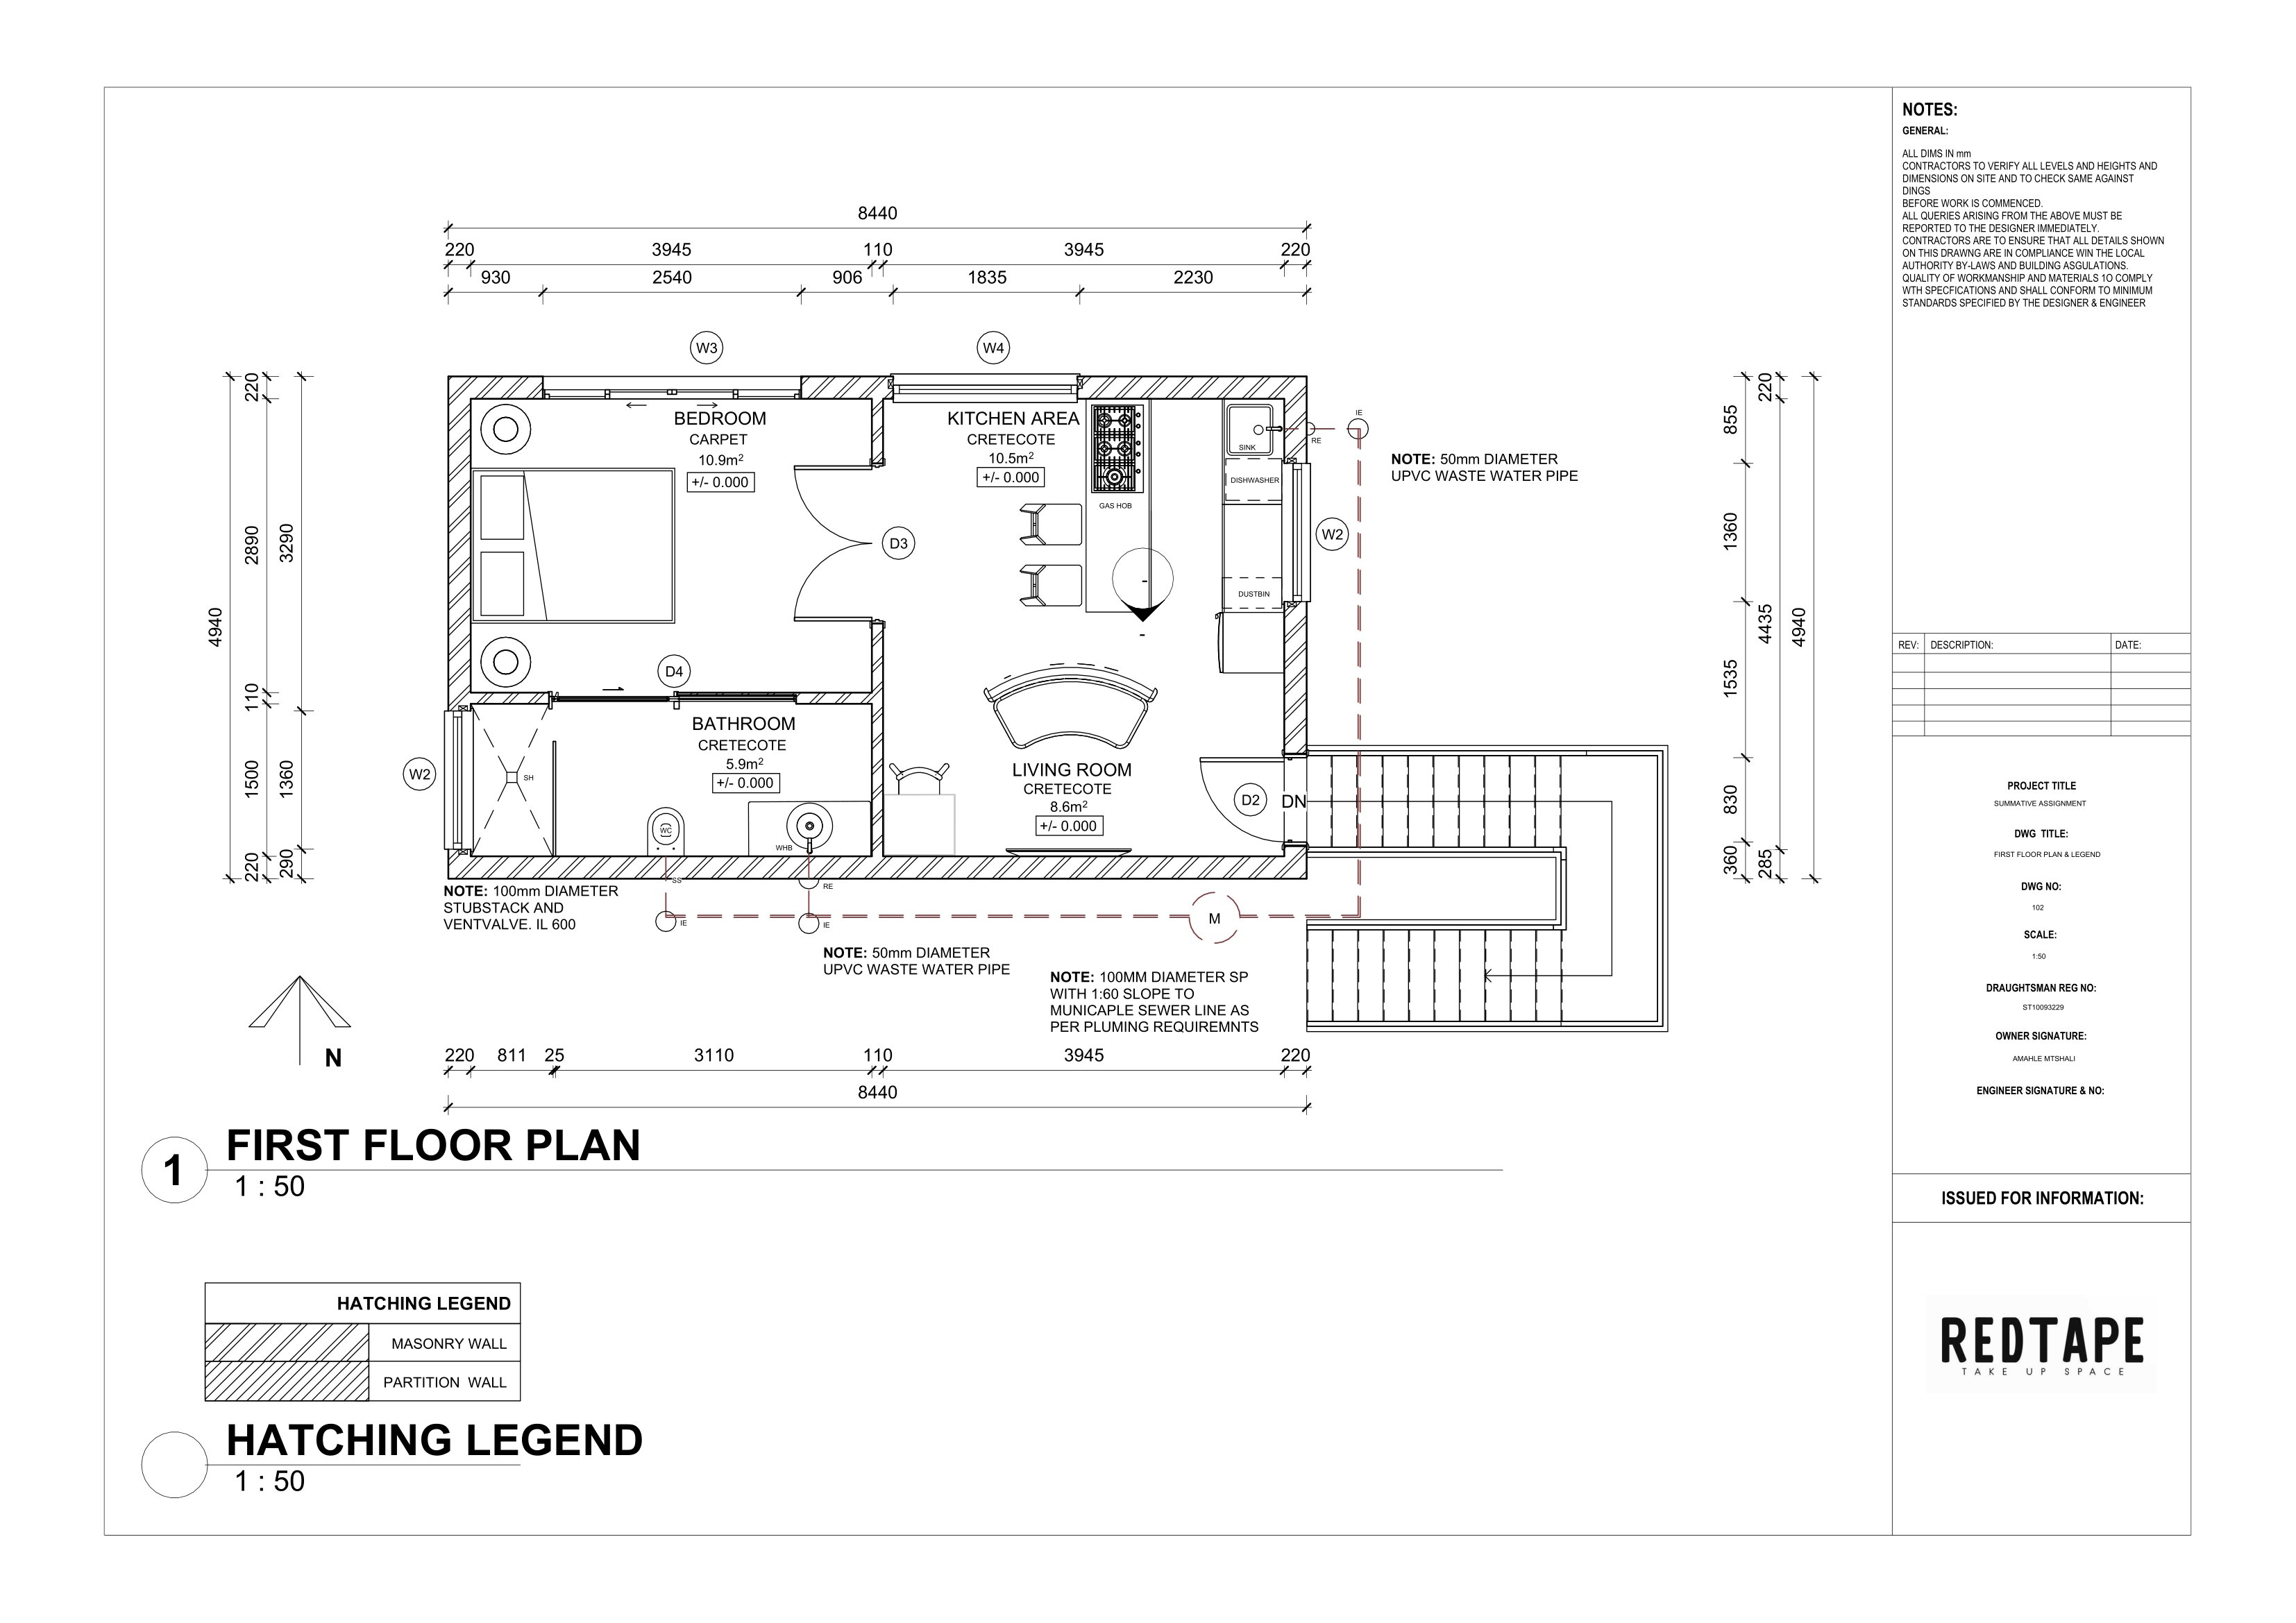 NOTES:
GENERAL:
ALL DIMS IN mm
CONTRACTORS TO VERIFY ALL LEVELS AND HEIGHTS AND
DIMENSIONS ON SITE AND TO CHECK SAME AGAINST
DINGS
BEFORE WORK IS COMMENCED.
ALL QUERIES ARISING FROM THE ABOVE MUST BE
REPORTED TO THE DESIGNER IMMEDIATELY.
CONTRACTORS ARE TO ENSURE THAT ALL DETAILS SHOWN
ON THIS DRAWNG ARE IN COMPLIANCE WIN THE LOCAL
AUTHORITY BY-LAWS AND BUILDING ASGULATIONS.
QUALITY OF WORKMANSHIP AND MATERIALS 1O COMPLY
WTH SPECFICATIONS AND SHALL CONFORM TO MINIMUM
STANDARDS SPECIFIED BY THE DESIGNER & ENGINEER
8440
220 3945 110 3945 220
930 2540 906 1835 2230
W3 W4
220
2890
110
1500
220
3290
1360
290
4940
BEDROOM
CARPET
10.9m²
+/- 0.000
KITCHEN AREA
CRETECOTE
10.5m²
+/- 0.000
GAS HOB
SINK
DISHWASHER
DUSTBIN
IE
RE
NOTE: 50mm DIAMETER
UPVC WASTE WATER PIPE
W2
D3
D4
-
-
BATHROOM
CRETECOTE
5.9m²
+/- 0.000
W2
SH
WC
WHB
LIVING ROOM
CRETECOTE
8.6m²
+/- 0.000
D2
DN
855
1360
1535
830
360
220
4435
285
4940
SS
RE
IE
IE
M
NOTE: 100mm DIAMETER
STUBSTACK AND
VENTVALVE. IL 600
NOTE: 50mm DIAMETER
UPVC WASTE WATER PIPE
NOTE: 100MM DIAMETER SP
WITH 1:60 SLOPE TO
MUNICAPLE SEWER LINE AS
PER PLUMING REQUIREMNTS
N
220 811 25 3110 110 3945 220
8440
1
FIRST FLOOR PLAN
1 : 50
HATCHING LEGEND
MASONRY WALL
PARTITION WALL
HATCHING LEGEND
1 : 50
REV: DESCRIPTION: DATE:
PROJECT TITLE
SUMMATIVE ASSIGNMENT
DWG TITLE:
FIRST FLOOR PLAN & LEGEND
DWG NO:
102
SCALE:
1:50
DRAUGHTSMAN REG NO:
ST10093229
OWNER SIGNATURE:
AMAHLE MTSHALI
ENGINEER SIGNATURE & NO:
ISSUED FOR INFORMATION:
REDTAPE
TAKE UP SPACE